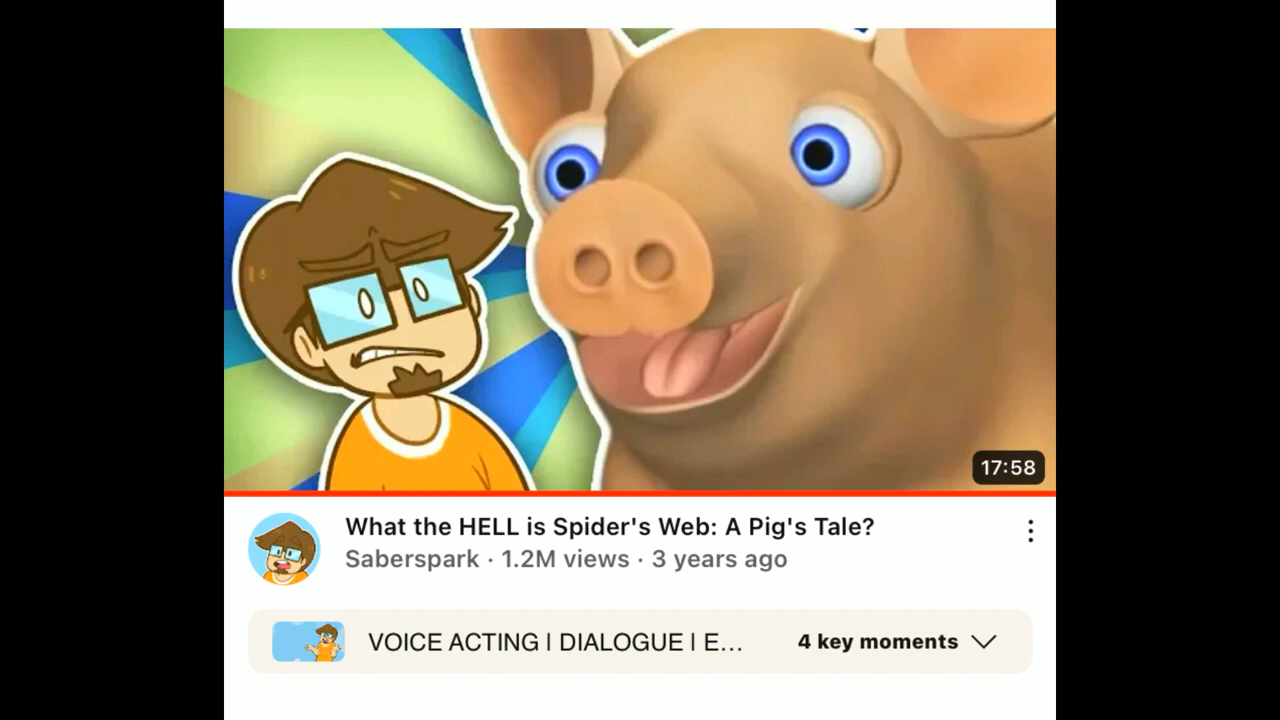 17:58
What the HELL is Spider's Web: A Pig's Tale?
Saberspark · 1.2M views · 3 years ago
VOICE ACTING | DIALOGUE | E... 4 key moments